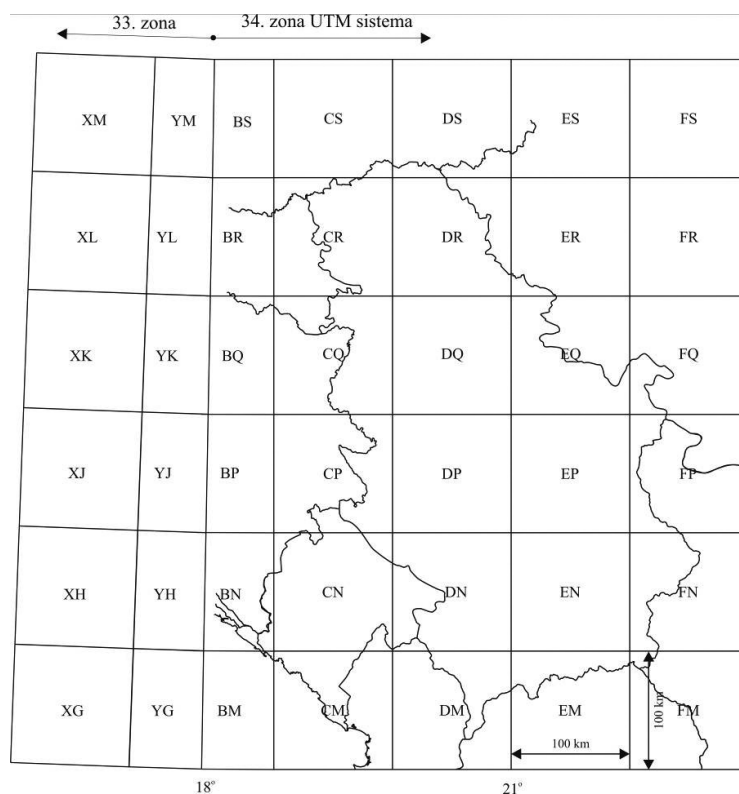 33. zona
34. zona UTM sistema
XM YM BS CS DS ES FS
XL YL BR CR DR ER FR
XK YK BQ CQ DQ EQ FQ
XJ YJ BP CP DP EP FP
XH YH BN CN DN EN FN
XG YG BM CM DM EM FM
100 km
100 km
18°
21°